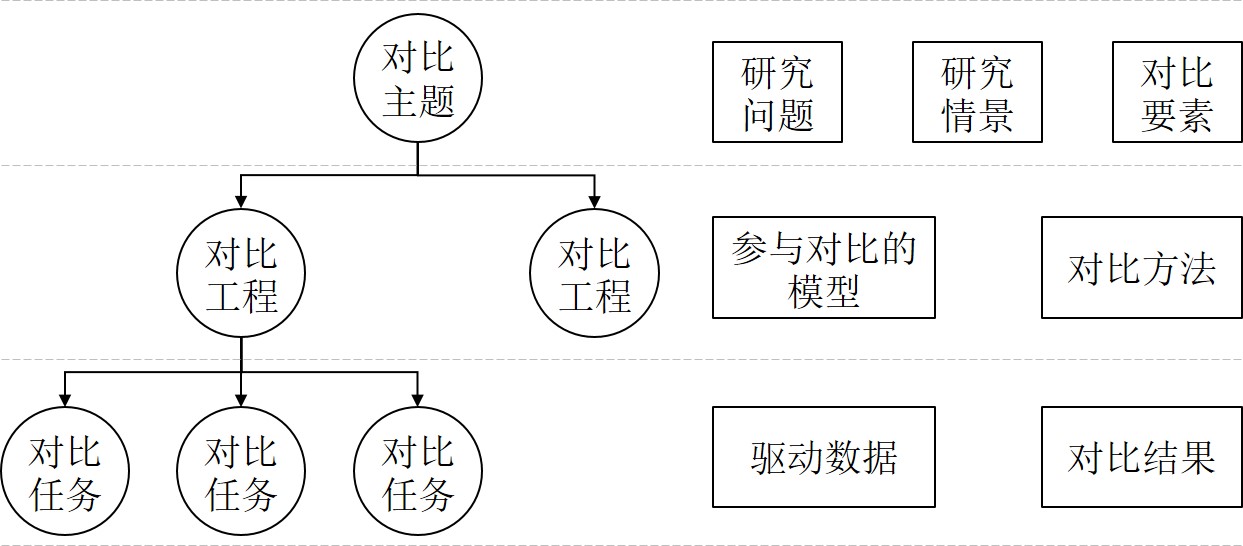 对比
主题
研究
问题
研究
情景
对比
要素
对比
工程
对比
工程
参与对比的
模型
对比方法
对比
任务
对比
任务
对比
任务
驱动数据
对比结果